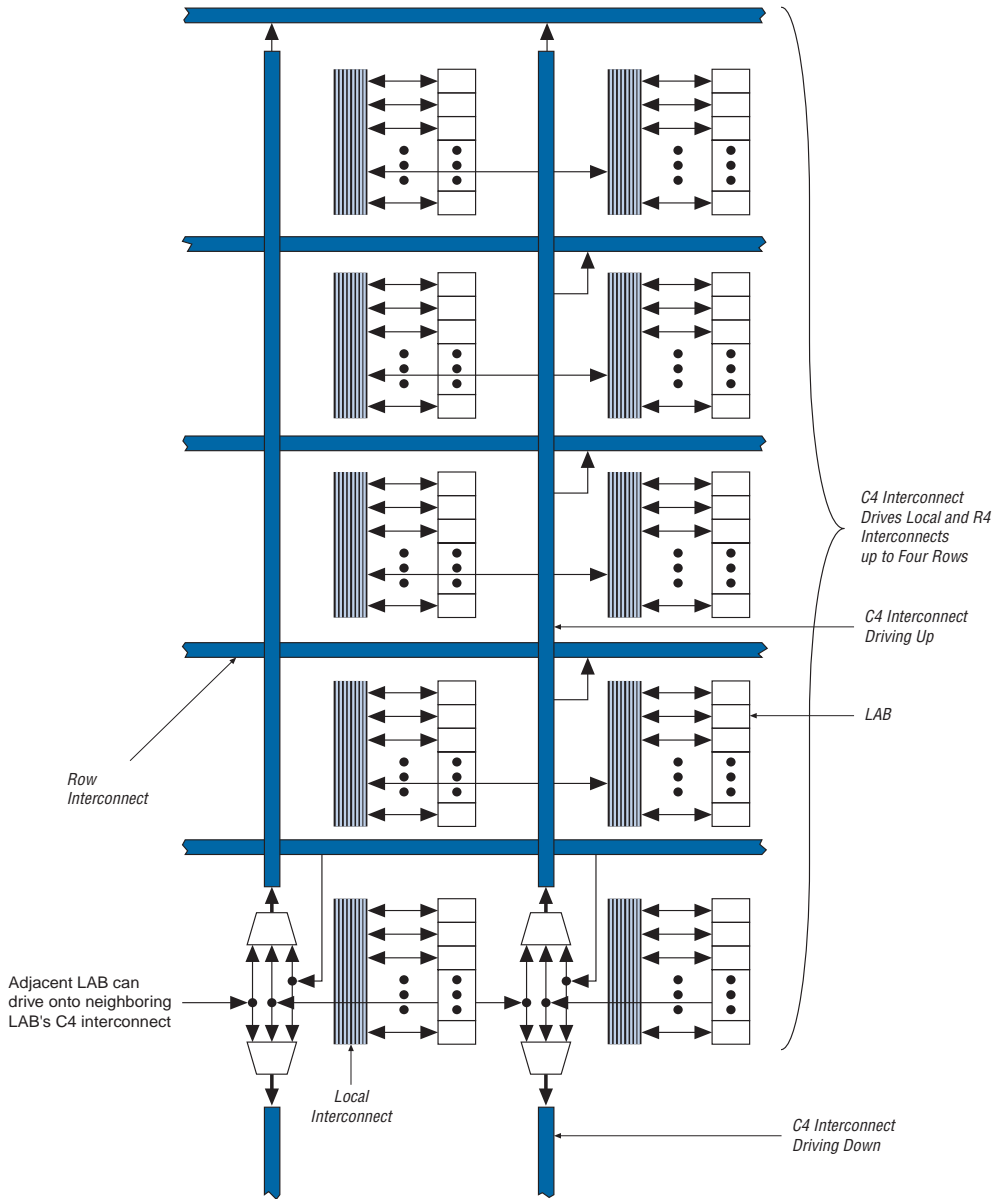 C4 Interconnect
Drives Local and R4
Interconnects
up to Four Rows
C4 Interconnect
Driving Up
LAB
Row
Interconnect
Adjacent LAB can
drive onto neighboring
LAB's C4 interconnect
Local
Interconnect
C4 Interconnect
Driving Down